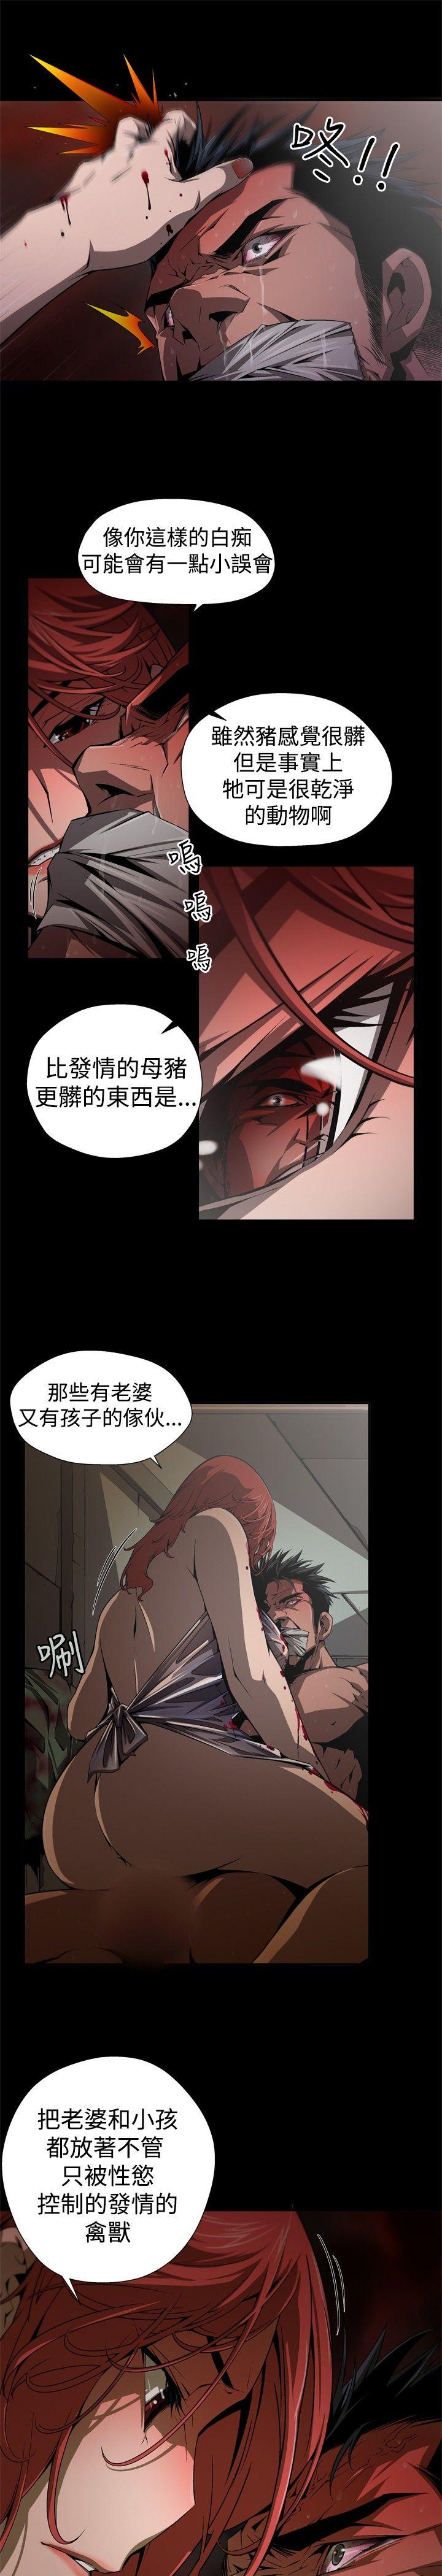 咚!!
像你這樣的白痴
可能會有一點小誤會
雖然豬感覺很髒
但是事實上
牠可是很乾淨
的動物啊
嗚
嗚
嗚
比發情的母豬
更髒的東西是...
那些有老婆
又有孩子的傢伙...
唰
把老婆和小孩
都放著不管
只被性慾
控制的發情的
禽獸